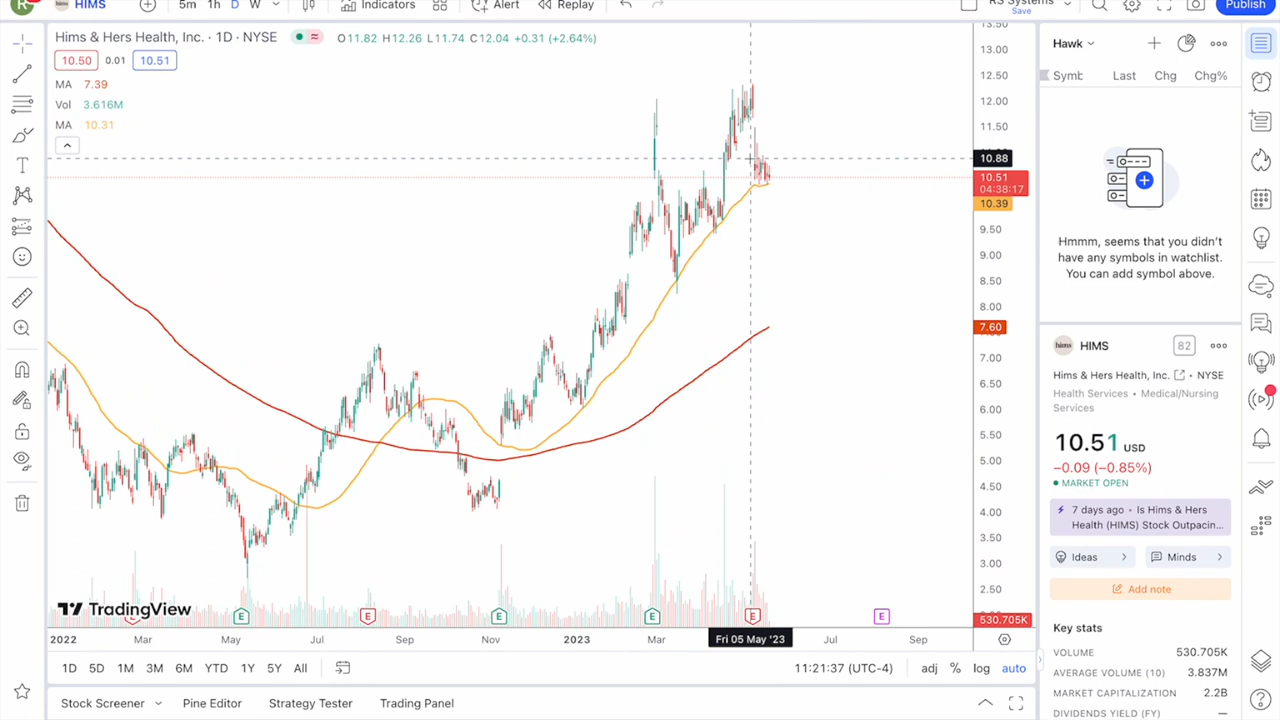 R hims HIMS 5m 1h D W Indicators Alert Replay RS Systems Save Publish
Hims & Hers Health, Inc. · 1D · NYSE O11.82 H12.26 L11.74 C12.04 +0.31 (+2.64%)
10.50 0.01 10.51
MA 7.39
Vol 3.616M
MA 10.31
13.50
13.00
12.50
12.00
11.50
10.88
10.51
04:38:17
10.39
9.50
9.00
8.50
8.00
7.60
7.00
6.50
6.00
5.50
5.00
4.50
4.00
3.50
3.00
2.50
530.705K
TradingView
E E E E E E
2022 Mar May Jul Sep Nov 2023 Mar Fri 05 May '23 Jul Sep
1D 5D 1M 3M 6M YTD 1Y 5Y All 11:21:37 (UTC-4) adj % log auto
Stock Screener Pine Editor Strategy Tester Trading Panel
Hawk
Symb Last Chg Chg%
Hmmm, seems that you didn't
have any symbols in watchlist.
You can add symbol above.
hims HIMS 82
Hims & Hers Health, Inc. • NYSE
Health Services • Medical/Nursing
Services
10.51 USD
−0.09 (−0.85%)
MARKET OPEN
7 days ago • Is Hims & Hers
Health (HIMS) Stock Outpacin...
Ideas Minds
Add note
Key stats
VOLUME 530.705K
AVERAGE VOLUME (10) 3.837M
MARKET CAPITALIZATION 2.2B
DIVIDENDS YIELD (FY) —